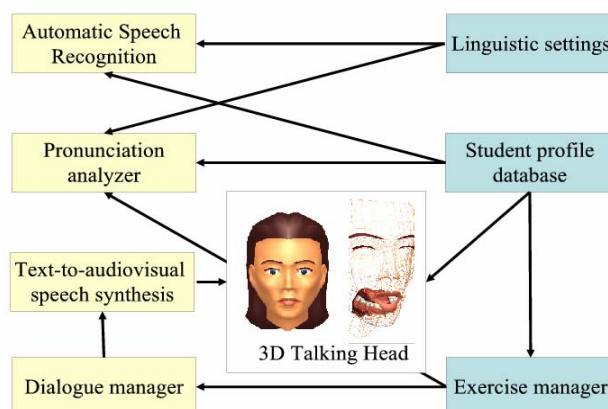 Automatic Speech
Recognition
Linguistic settings
Pronunciation
analyzer
Student profile
database
Text-to-audiovisual
speech synthesis
3D Talking Head
Dialogue manager
Exercise manager